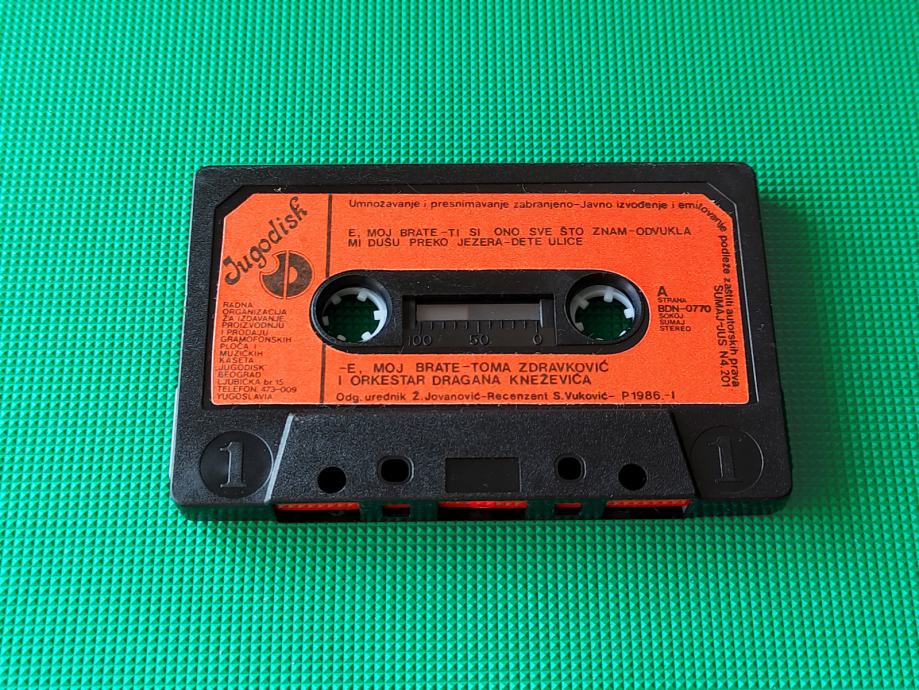 Jugodisk
Umnožavanje i presnimavanje zabranjeno-Javno izvođenje i emitovanje podleže zaštiti autorskih prava.
SUMAJ-JUS N4.201
E, MOJ BRATE-TI SI ONO SVE ŠTO ZNAM-ODVUKLA
MI DUŠU PREKO JEZERA-DETE ULICE
RADNA
ORGANIZACIJA
ZA IZDAVANJE
PROIZVODNJU
I PRODAJU
GRAMOFONSKIH
PLOČA I
MUZIČKIH
KASETA
JUGODISK
BEOGRAD
LJUBIČKA br 15
TELEFON. 473-009
YUGOSLAVIA
A
STRANA
BDN-0770
SOKOJ
SUMAJ
STEREO
100 50 0
-E, MOJ BRATE-TOMA ZDRAVKOVIĆ
I ORKESTAR DRAGANA KNEŽEVIĆA
Odg. urednik Ž. Jovanović-Recenzent S. Vuković- P 1986.-I
1 1